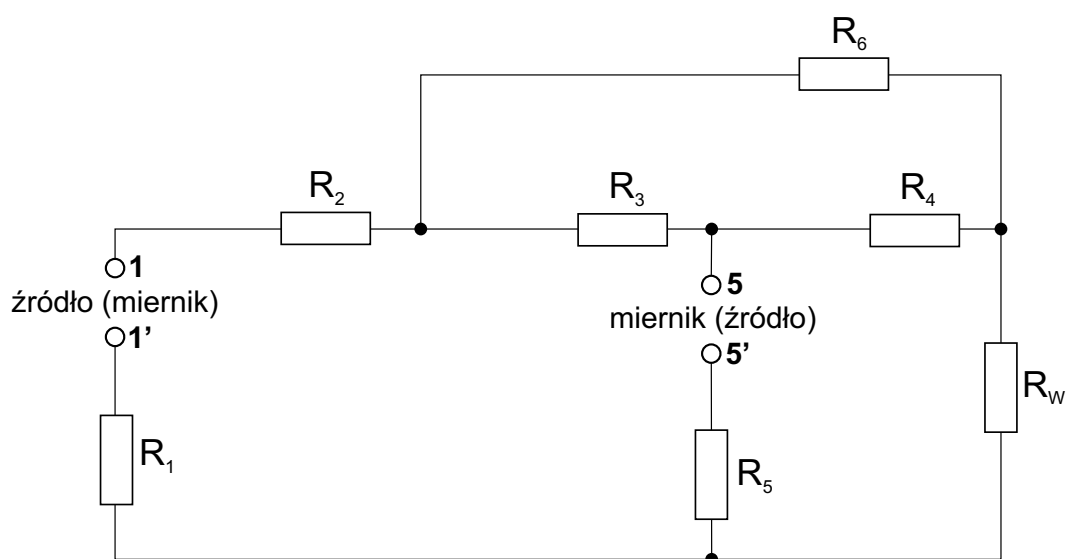 R6
R2
R3
R4
1
źródło (miernik)
1’
5
miernik (źródło)
5’
RW
R1
R5